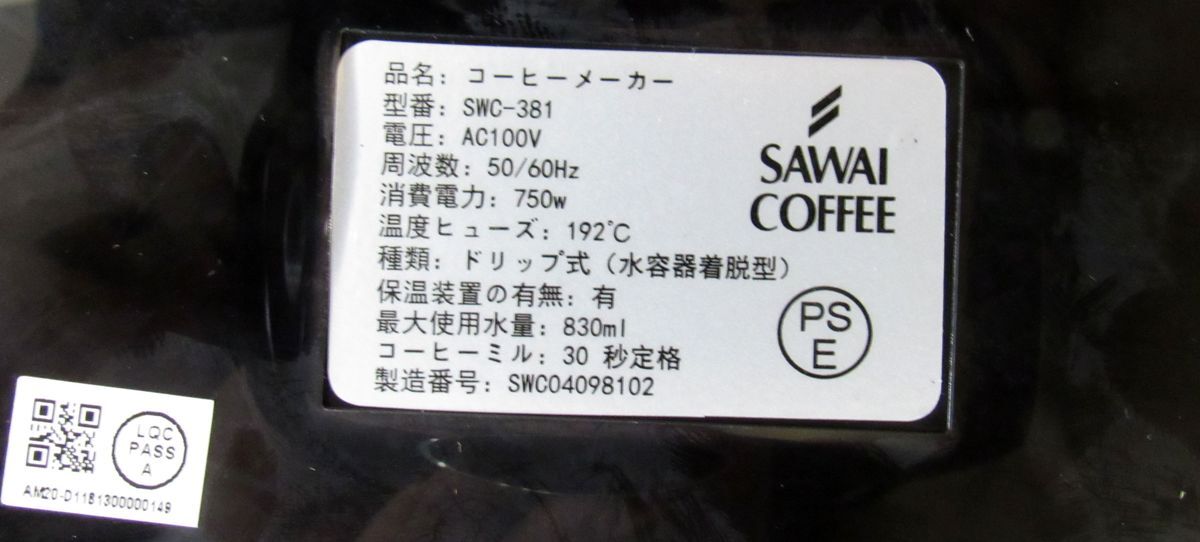 品名: コーヒーメーカー
型番: SWC-381
電圧: AC100V
周波数: 50/60Hz
消費電力: 750w
温度ヒューズ: 192℃
種類: ドリップ式 (水容器着脱型)
保温装置の有無: 有
最大使用水量: 830ml
コーヒーミル: 30 秒定格
製造番号: SWC04098102
SAWAI
COFFEE
PS
E
LQC
PASS
A
AM20-D1181300000149